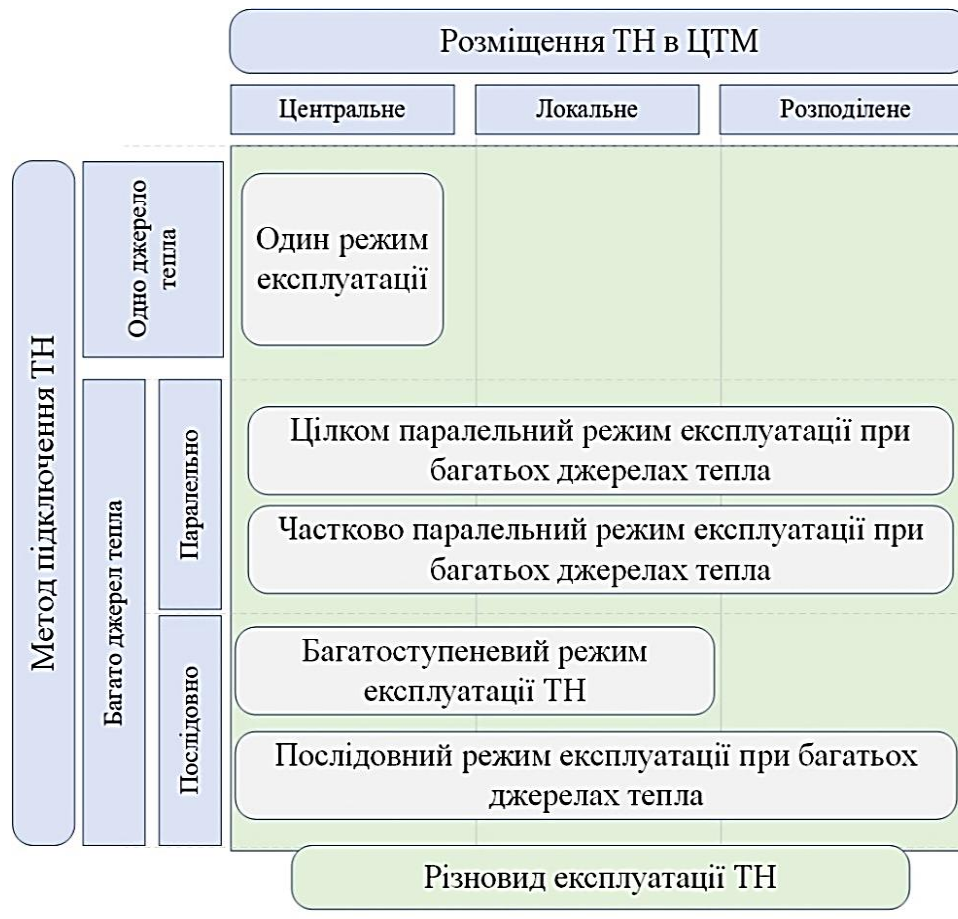 Розміщення ТН в ЦТМ
Центральне
Локальне
Розподілене
Метод підключення ТН
Одно джерело
тепла
Один режим
експлуатації
Багато джерел тепла
Паралельно
Цілком паралельний режим експлуатації при
багатьох джерелах тепла
Частково паралельний режим експлуатації при
багатьох джерелах тепла
Послідовно
Багатоступеневий режим
експлуатації ТН
Послідовний режим експлуатації при багатьох
джерелах тепла
Різновид експлуатації ТН